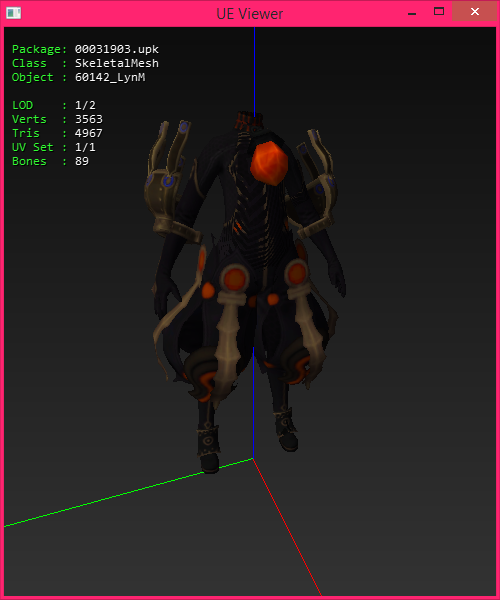 UE Viewer
Package: 00031903.upk
Class : SkeletalMesh
Object : 60142_LynM
LOD : 1/2
Verts : 3563
Tris : 4967
UV Set : 1/1
Bones : 89